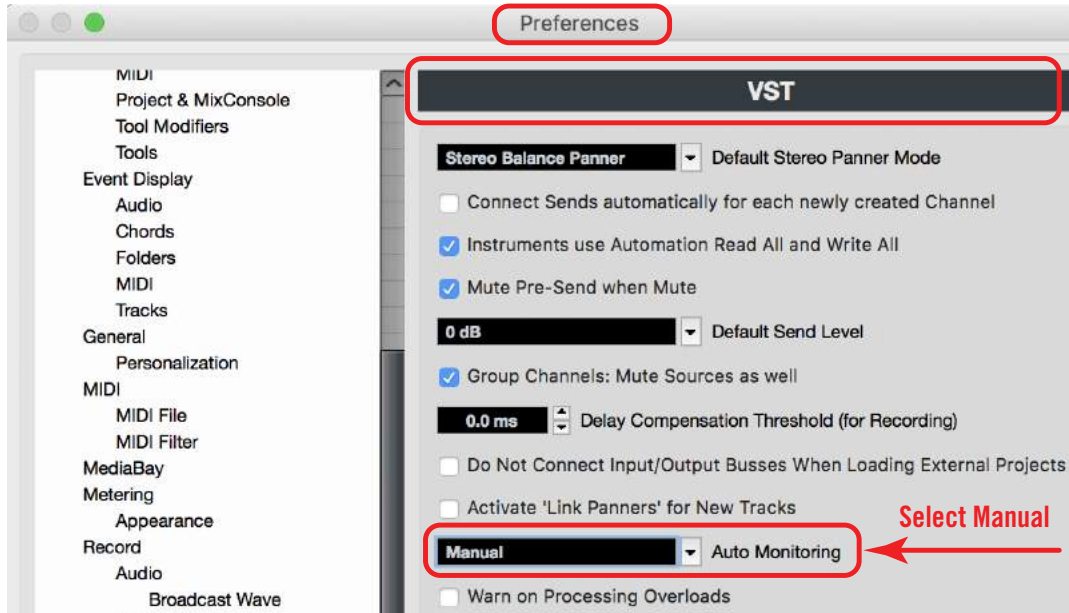 Preferences
MIDI
Project & MixConsole
Tool Modifiers
Tools
Event Display
Audio
Chords
Folders
MIDI
Tracks
General
Personalization
MIDI
MIDI File
MIDI Filter
MediaBay
Metering
Appearance
Record
Audio
Broadcast Wave
VST
Stereo Balance Panner Default Stereo Panner Mode
Connect Sends automatically for each newly created Channel
Instruments use Automation Read All and Write All
Mute Pre-Send when Mute
0 dB Default Send Level
Group Channels: Mute Sources as well
0.0 ms Delay Compensation Threshold (for Recording)
Do Not Connect Input/Output Busses When Loading External Projects
Activate 'Link Panners' for New Tracks
Select Manual
Manual Auto Monitoring
Warn on Processing Overloads